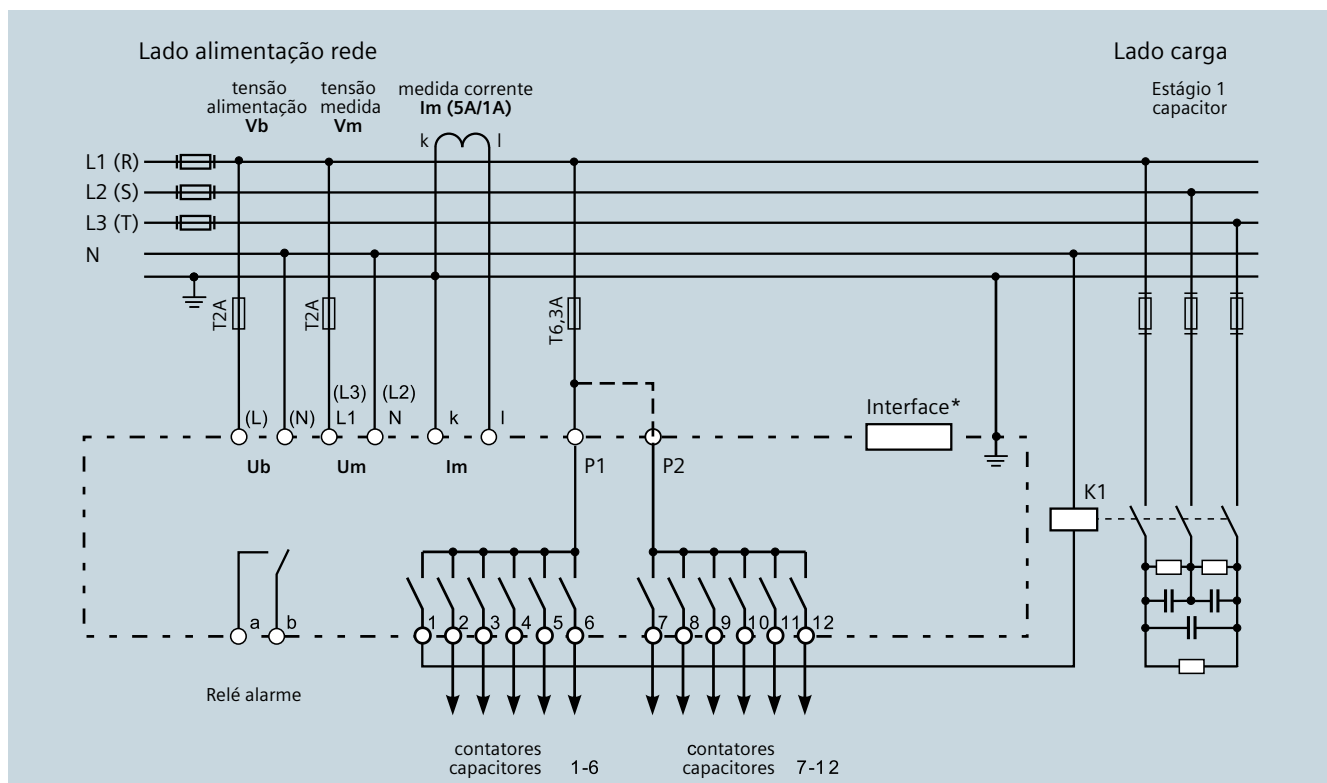 Lado alimentação rede
Lado carga
tensão
alimentação
Vb
tensão
medida
Vm
medida corrente
Im (5A/1A)
Estágio 1
capacitor
k
l
L1 (R)
L2 (S)
L3 (T)
N
T2A
T2A
T6,3A
(L3)
(L2)
(L)
(N)
L1
N
k
l
Interface*
Ub
Um
Im
P1
P2
K1
a
b
1
2
3
4
5
6
7
8
9
10
11
12
Relé alarme
contatores
capacitores 1-6
contatores
capacitores 7-12